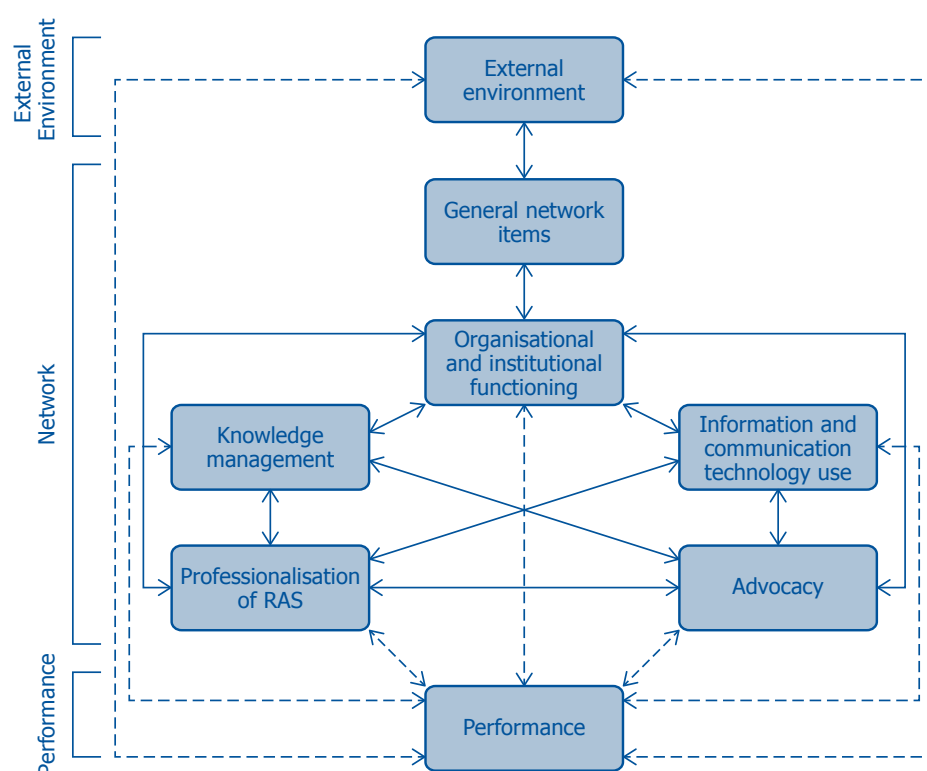 External
Environment
External
environment
General network
items
Network
Organisational
and institutional
functioning
Knowledge
management
Information and
communication
technology use
Professionalisation
of RAS
Advocacy
Performance
Performance